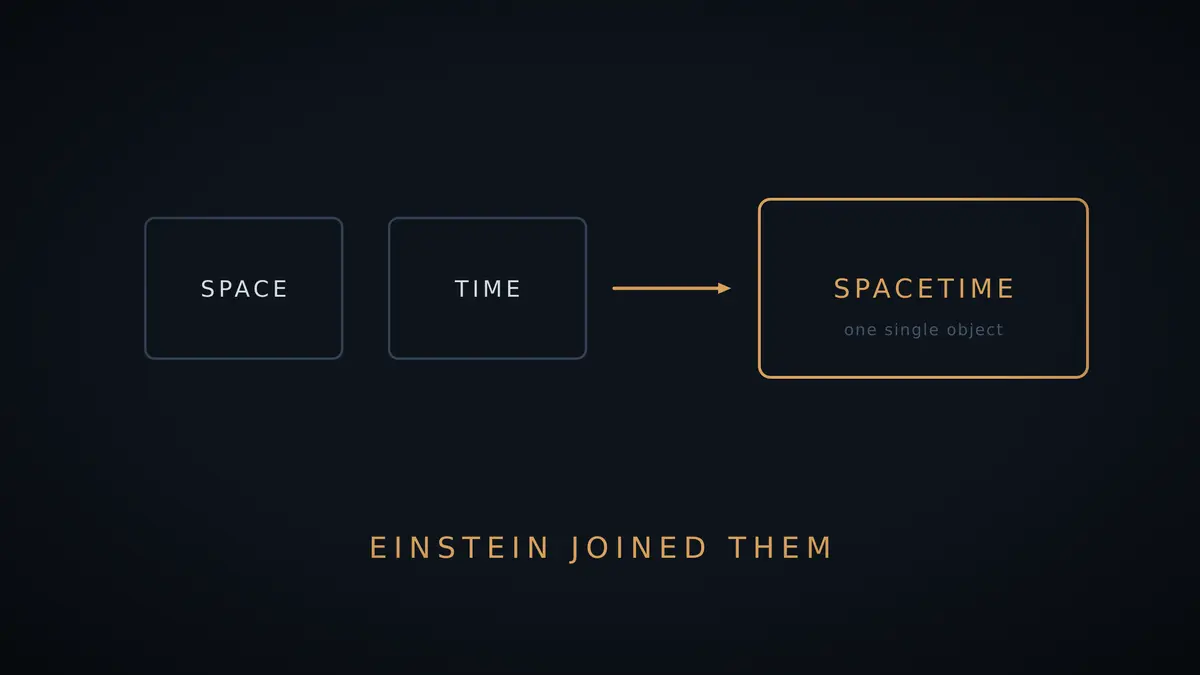 SPACE
TIME
SPACETIME
one single object
EINSTEIN JOINED THEM